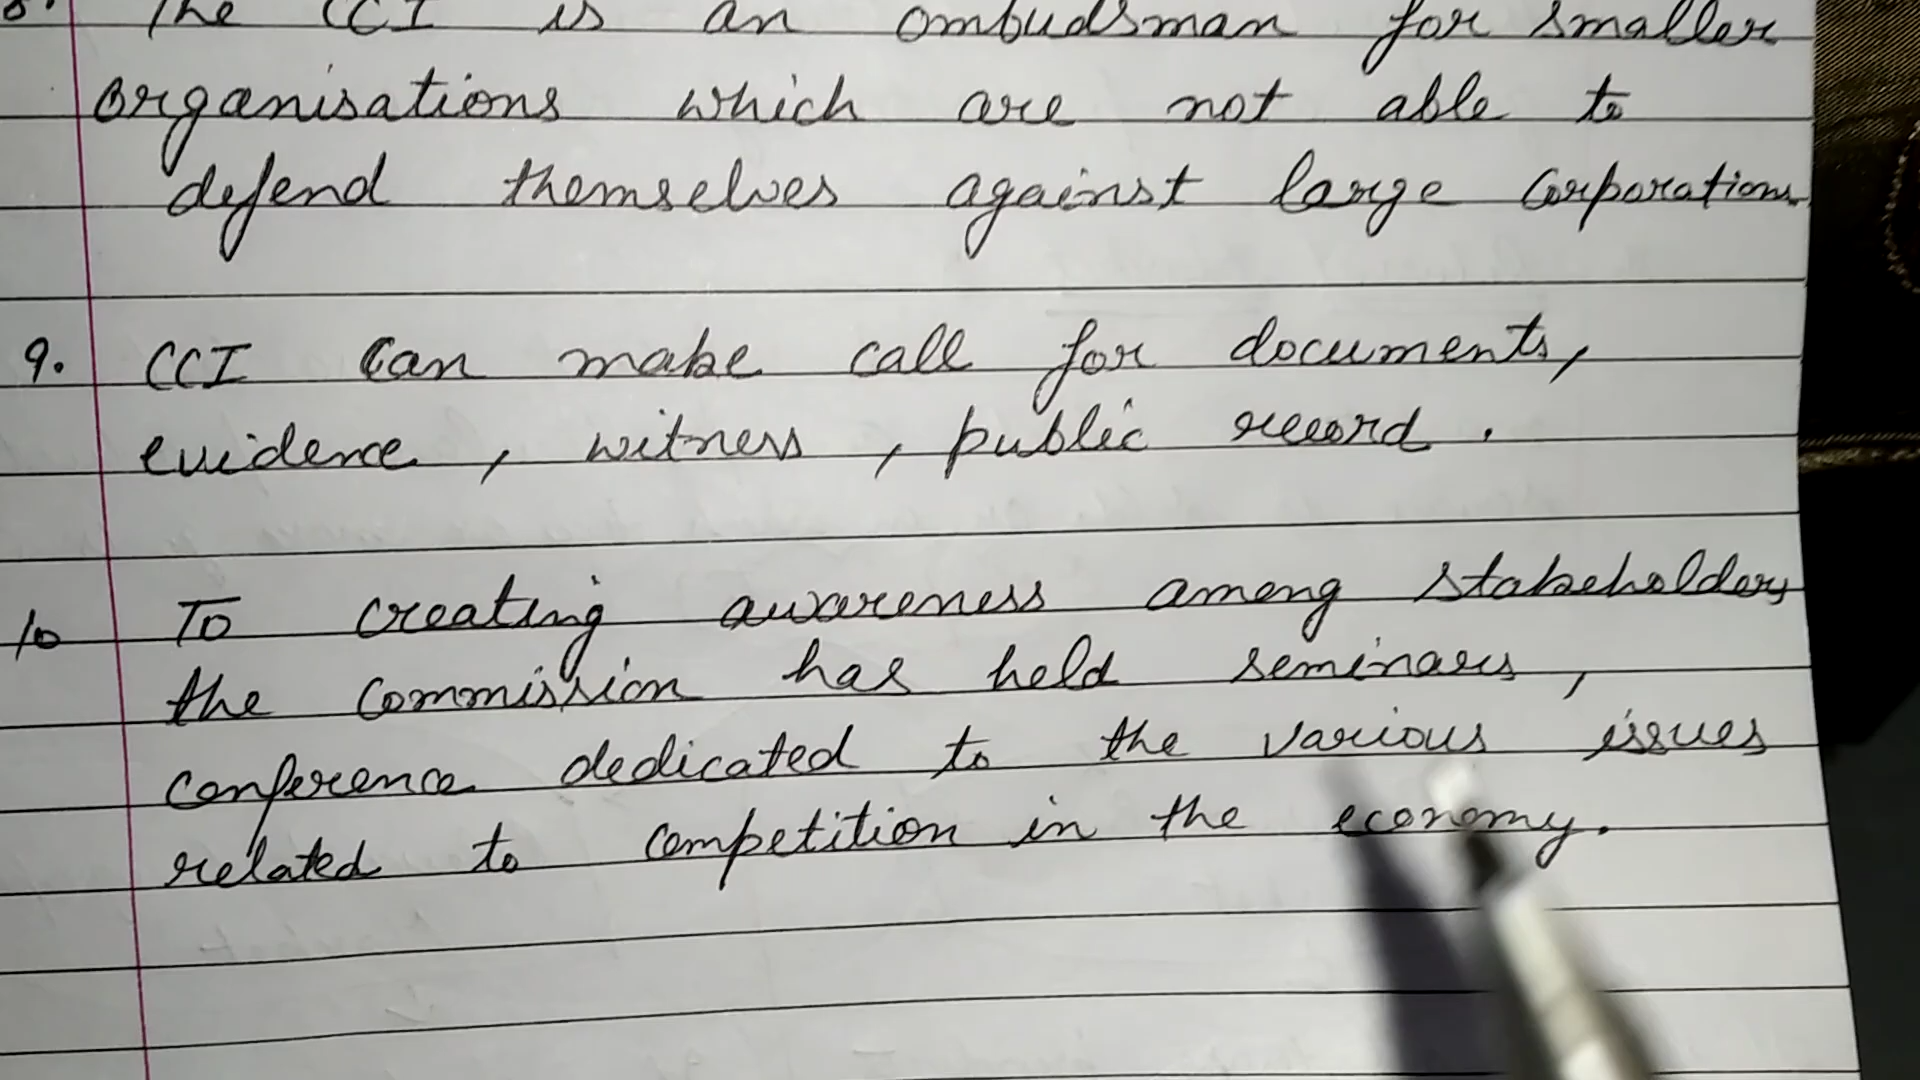 8. The CCI is an ombudsman for smaller
organisations which are not able to
defend themselves against large Corporations.
9. CCI Can make call for documents,
evidence, witness, public record.
10 To creating awareness among stakeholders
the Commission has held seminars,
conference dedicated to the various issues
related to competition in the economy.